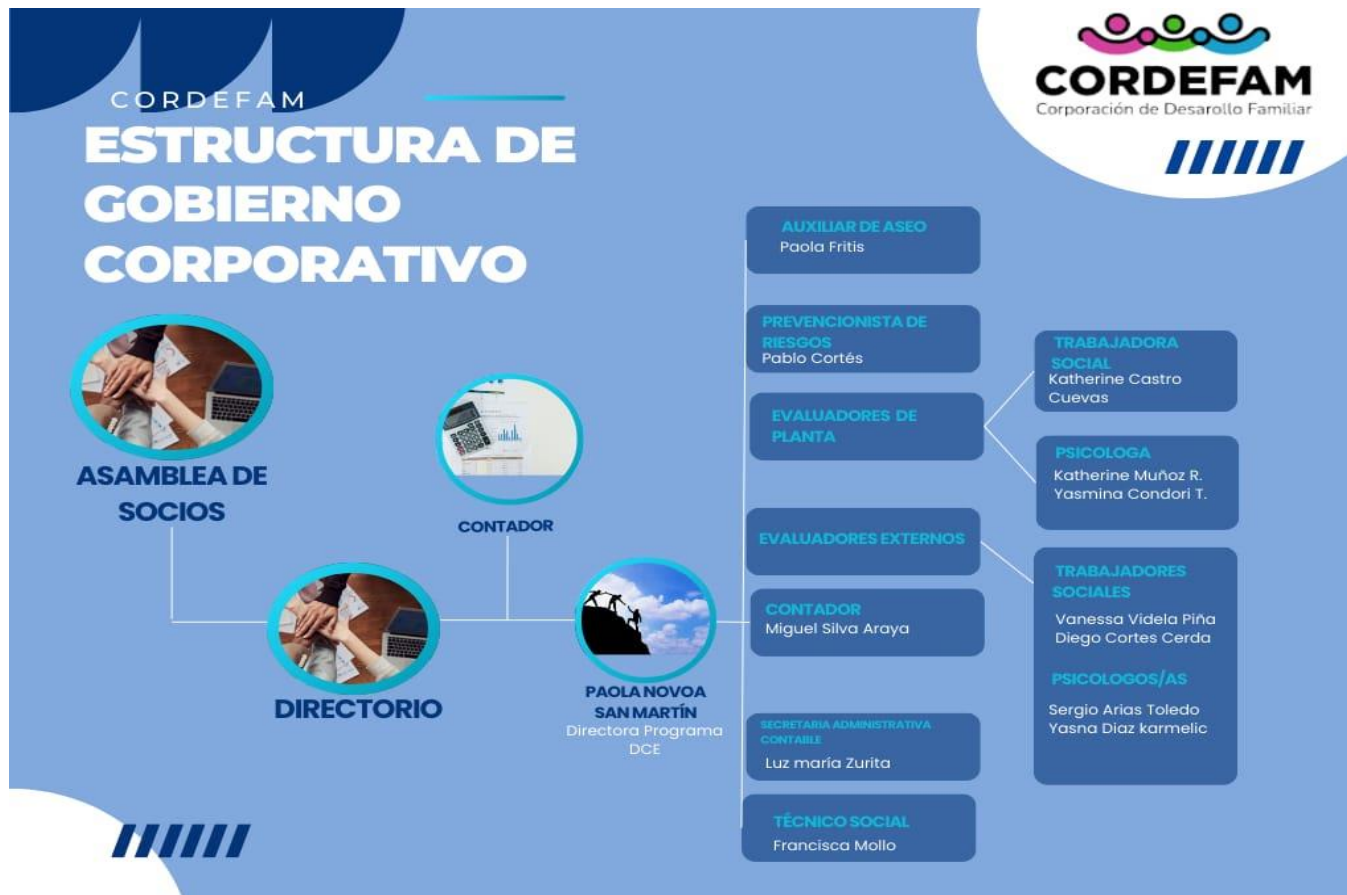 CORDEFAM
ESTRUCTURA DE
GOBIERNO
CORPORATIVO
CORDEFAM
Corporación de Desarollo Familiar
ASAMBLEA DE
SOCIOS
CONTADOR
DIRECTORIO
PAOLA NOVOA
SAN MARTÍN
Directora Programa
DCE
AUXILIAR DE ASEO
Paola Fritis
PREVENCIONISTA DE
RIESGOS
Pablo Cortés
EVALUADORES DE
PLANTA
TRABAJADORA
SOCIAL
Katherine Castro
Cuevas
PSICOLOGA
Katherine Muñoz R.
Yasmina Condori T.
EVALUADORES EXTERNOS
TRABAJADORES
SOCIALES
Vanessa Videla Piña
Diego Cortes Cerda
PSICOLOGOS/AS
Sergio Arias Toledo
Yasna Diaz karmelic
CONTADOR
Miguel Silva Araya
SECRETARIA ADMINISTRATIVA
CONTABLE
Luz maría Zurita
TÉCNICO SOCIAL
Francisca Mollo